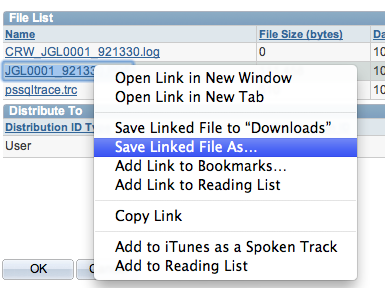 File List
Name File Size (bytes) Da
CRW_JGL0001_921330.log 0 10
JGL0001_9213 10
pssqltrace.trc 10
Distribute To
Distribution ID Ty
User
Open Link in New Window
Open Link in New Tab
Save Linked File to “Downloads”
Save Linked File As…
Add Link to Bookmarks…
Add Link to Reading List
Copy Link
Add to iTunes as a Spoken Track
Add to Reading List
OK